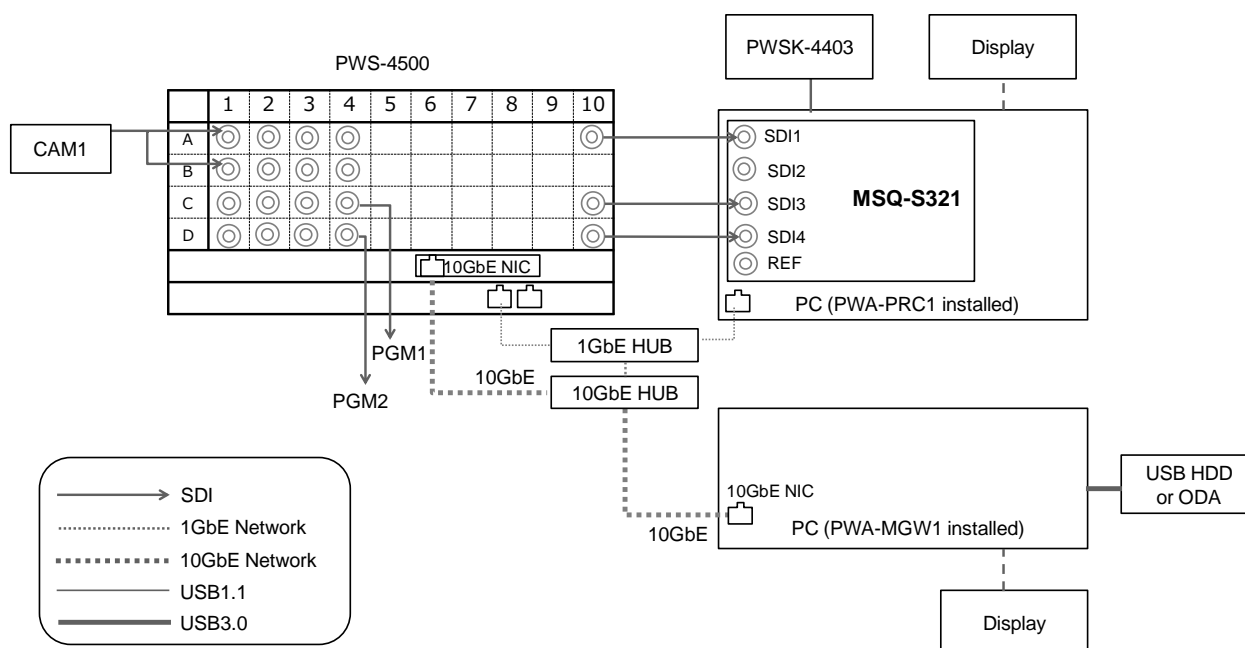 PWSK-4403
Display
PWS-4500
1 2 3 4 5 6 7 8 9 10
CAM1
A
B
C
D
SDI1
SDI2
SDI3
SDI4
REF
MSQ-S321
10GbE NIC
PC (PWA-PRC1 installed)
PGM1
PGM2
1GbE HUB
10GbE
10GbE HUB
10GbE NIC
10GbE
PC (PWA-MGW1 installed)
USB HDD
or ODA
Display
SDI
1GbE Network
10GbE Network
USB1.1
USB3.0